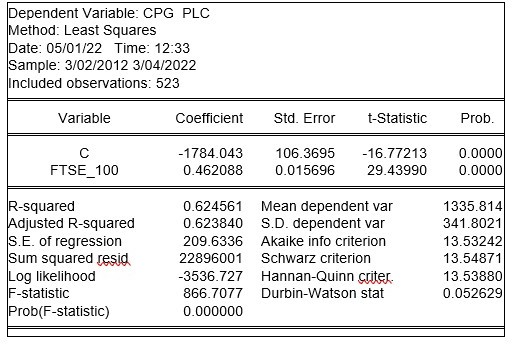 Dependent Variable: CPG PLC
Method: Least Squares
Date: 05/01/22 Time: 12:33
Sample: 3/02/2012 3/04/2022
Included observations: 523
Variable Coefficient Std. Error t-Statistic Prob.
C -1784.043 106.3695 -16.77213 0.0000
FTSE_100 0.462088 0.015696 29.43990 0.0000
R-squared 0.624561 Mean dependent var 1335.814
Adjusted R-squared 0.623840 S.D. dependent var 341.8021
S.E. of regression 209.6336 Akaike info criterion 13.53242
Sum squared resid 22896001 Schwarz criterion 13.54871
Log likelihood -3536.727 Hannan-Quinn criter. 13.53880
F-statistic 866.7077 Durbin-Watson stat 0.052629
Prob(F-statistic) 0.000000